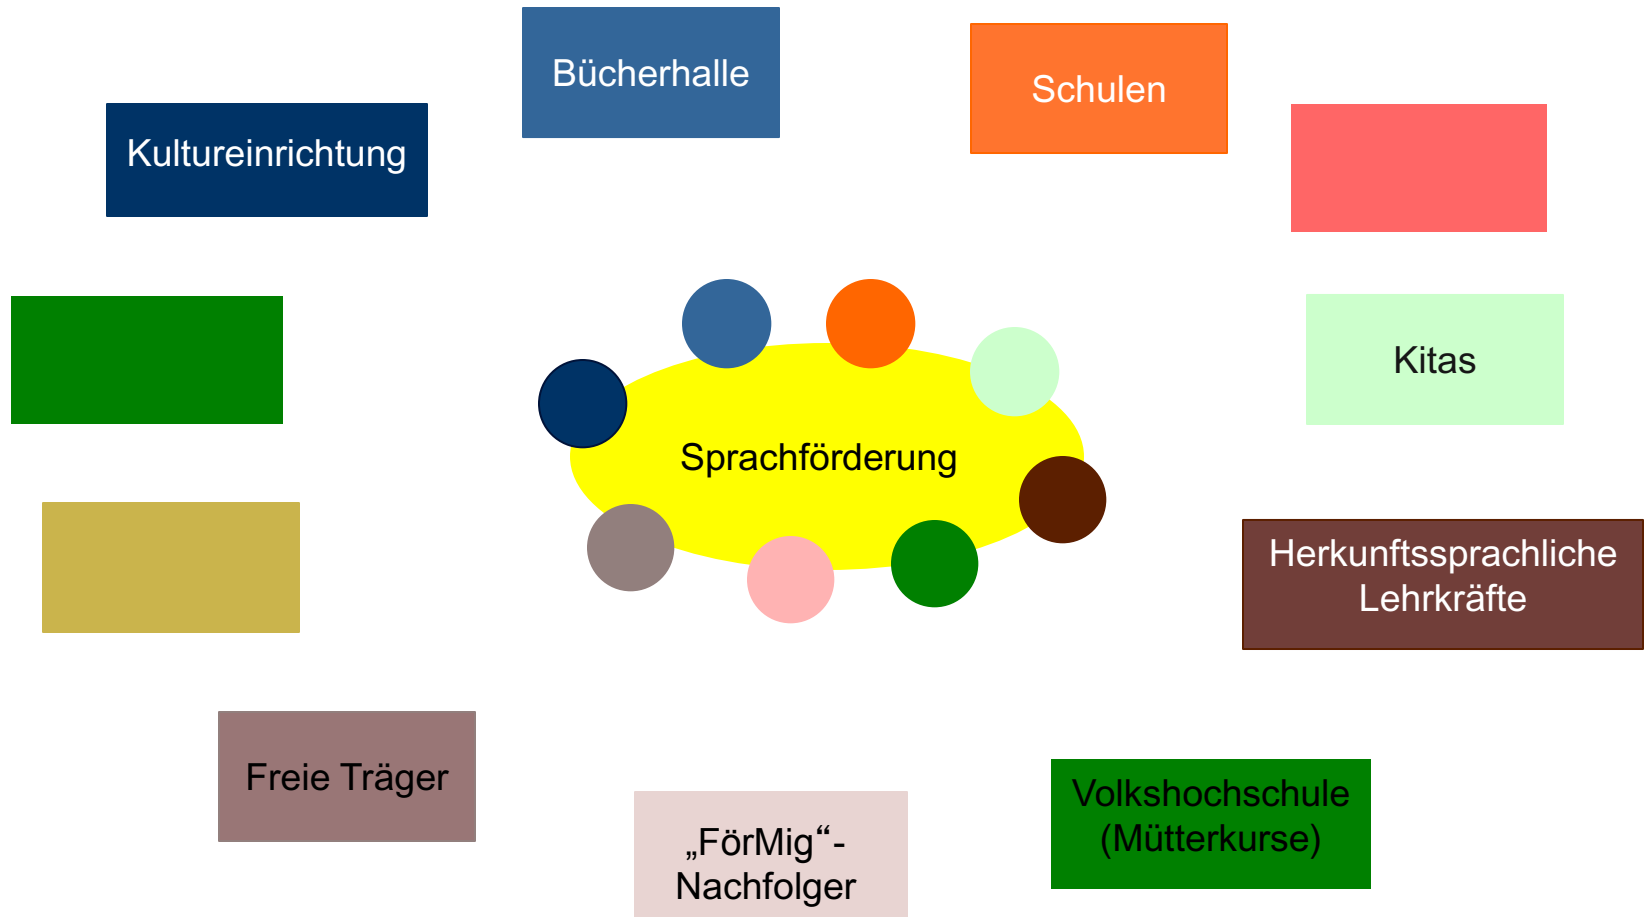 Bücherhalle
Schulen
Kultureinrichtung
Kitas
Sprachförderung
Herkunftssprachliche
Lehrkräfte
Freie Träger
Volkshochschule
(Mütterkurse)
„FörMig“-
Nachfolger